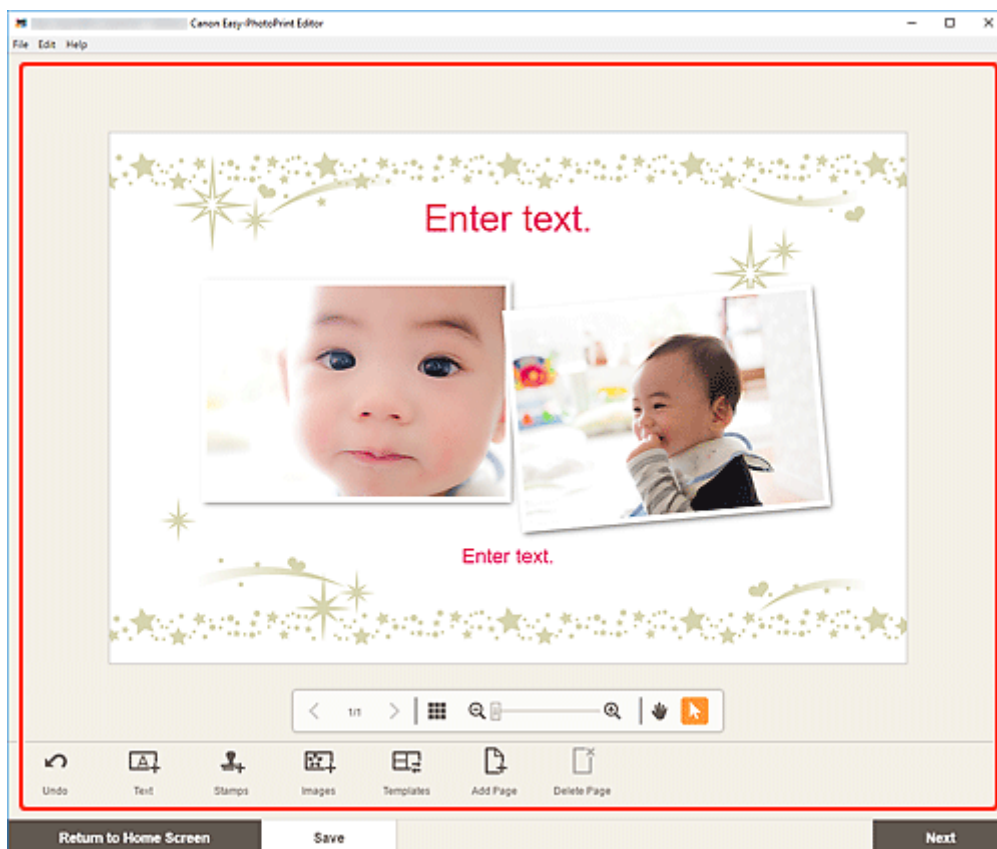 Canon Easy-PhotoPrint Editor
File Edit Help
Enter text.
Enter text.
1/1
Undo Text Stamps Images Templates Add Page Delete Page
Return to Home Screen Save Next